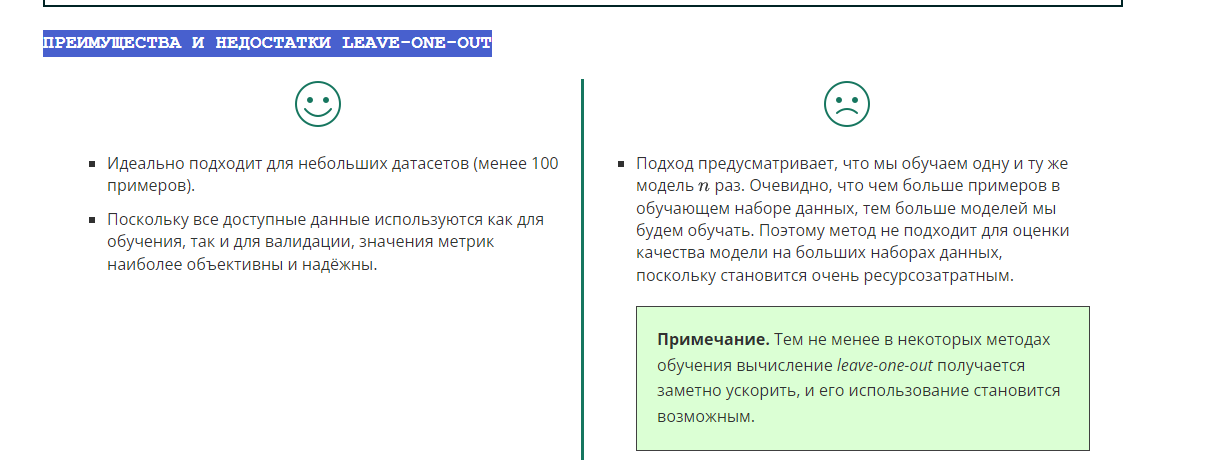 ПРЕИМУЩЕСТВА И НЕДОСТАТКИ LEAVE-ONE-OUT
Идеально подходит для небольших датасетов (менее 100
примеров).
Поскольку все доступные данные используются как для
обучения, так и для валидации, значения метрик
наиболее объективны и надёжны.
Подход предусматривает, что мы обучаем одну и ту же
модель n раз. Очевидно, что чем больше примеров в
обучающем наборе данных, тем больше моделей мы
будем обучать. Поэтому метод не подходит для оценки
качества модели на больших наборах данных,
поскольку становится очень ресурсозатратным.
Примечание. Тем не менее в некоторых методах
обучения вычисление leave-one-out получается
заметно ускорить, и его использование становится
возможным.